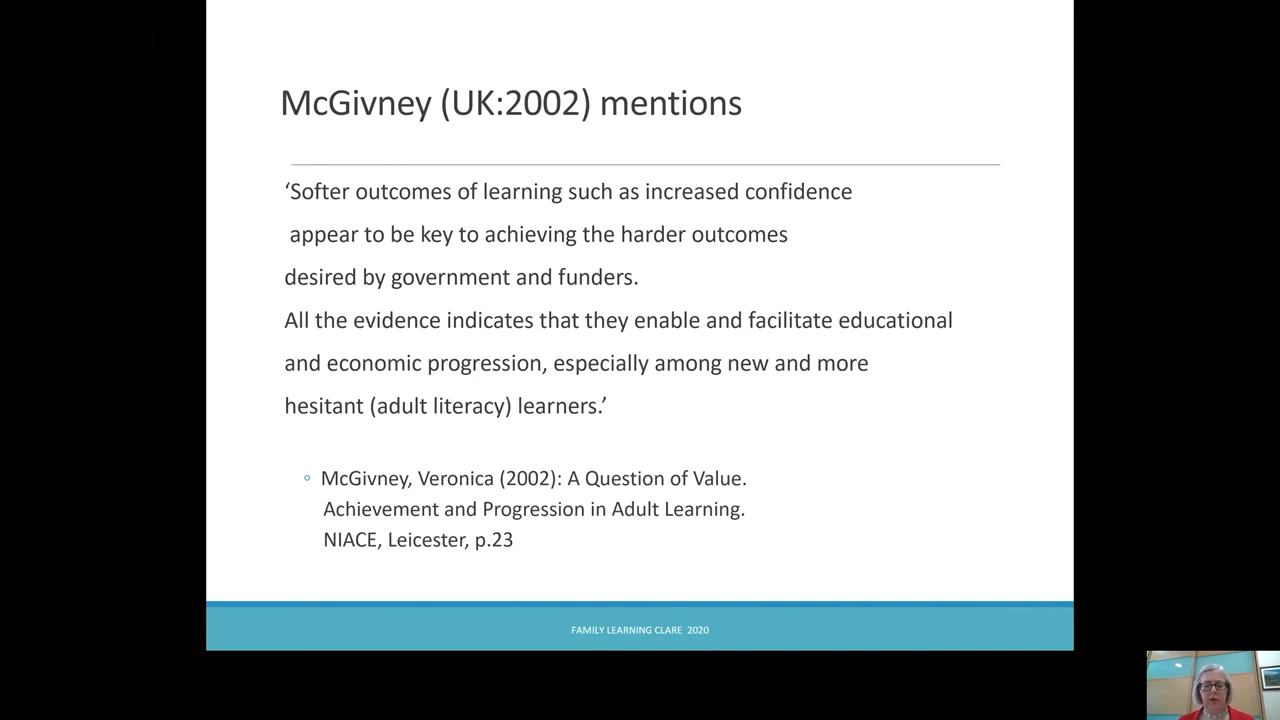 McGivney (UK:2002) mentions
‘Softer outcomes of learning such as increased confidence
appear to be key to achieving the harder outcomes
desired by government and funders.
All the evidence indicates that they enable and facilitate educational
and economic progression, especially among new and more
hesitant (adult literacy) learners.’
◦ McGivney, Veronica (2002): A Question of Value.
Achievement and Progression in Adult Learning.
NIACE, Leicester, p.23
FAMILY LEARNING CLARE 2020